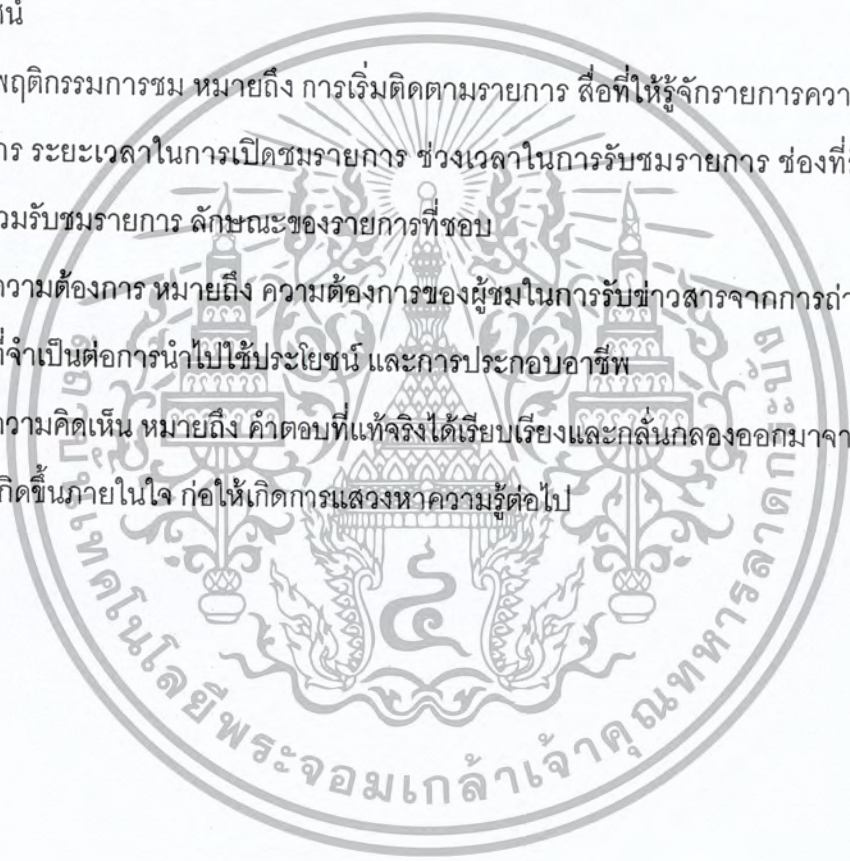 พฤติกรรมการชม หมายถึง การเริ่มติดตามรายการ สื่อที่ให้รู้จักรายการ
ระยะเวลาในการเปิดชมรายการ ช่วงเวลาในการรับชมรายการ ช่องที่
รับชมรายการ ลักษณะของรายการที่ชอบ
ความต้องการ หมายถึง ความต้องการของผู้ชมในการรับข่าวสารจากการ
ที่จำเป็นต่อการนำไปใช้ประโยชน์ และการประกอบอาชีพ
ความคิดเห็น หมายถึง คำตอบที่แท้จริงได้เรียบเรียงและกลั่นกลองออกมา
เกิดขึ้นภายในใจ ก่อให้เกิดการแสวงหาความรู้ต่อไป
สถาบันเทคโนโลยีพระจอมเกล้าเจ้าคุณทหารลาดกระบัง